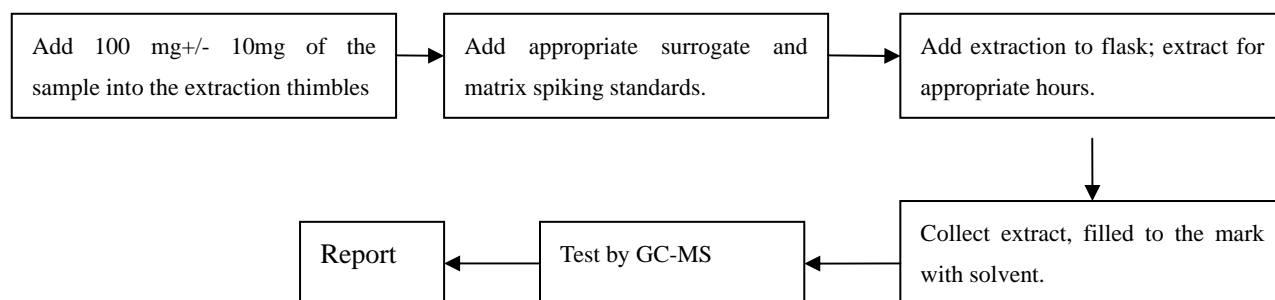 Add 100 mg+/- 10mg of the
sample into the extraction thimbles
Add appropriate surrogate and
matrix spiking standards.
Add extraction to flask; extract for
appropriate hours.
Collect extract, filled to the mark
with solvent.
Test by GC-MS
Report